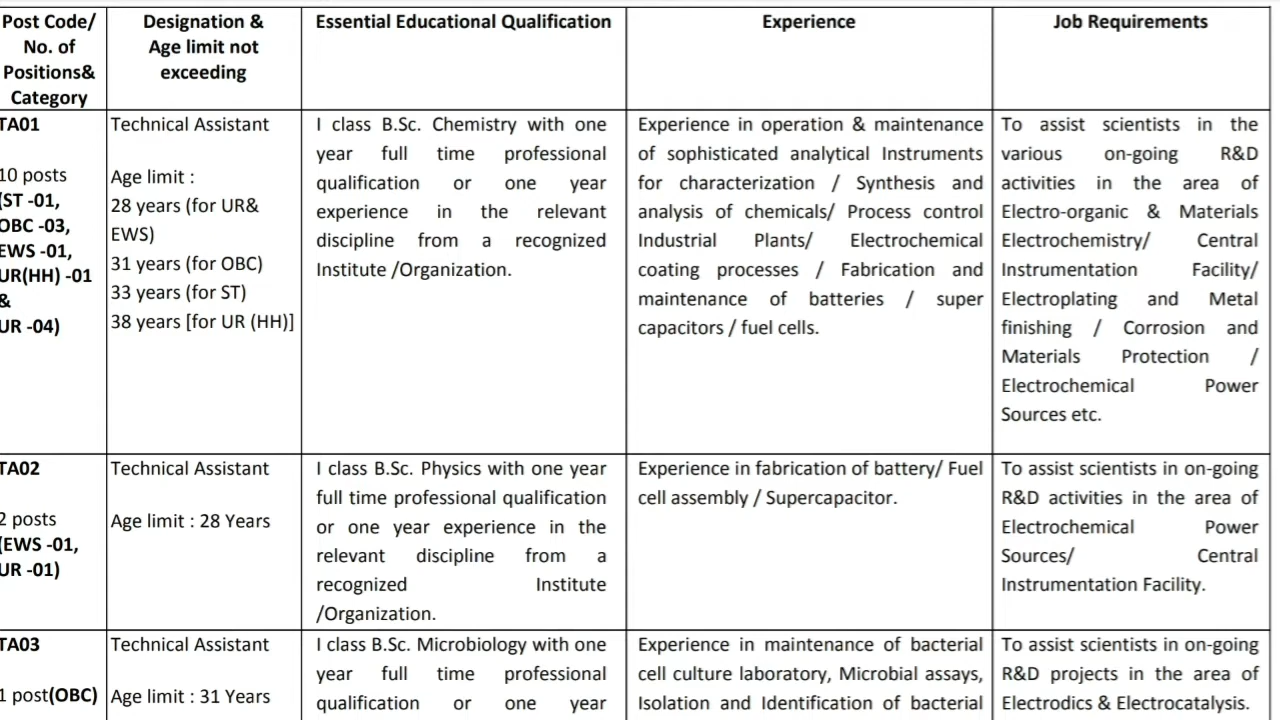 Post Code/
No. of
Positions&
Category
Designation &
Age limit not
exceeding
Essential Educational Qualification
Experience
Job Requirements
TA01
10 posts
(ST -01,
OBC -03,
EWS -01,
UR(HH) -01
&
UR -04)
Technical Assistant
Age limit :
28 years (for UR&
EWS)
31 years (for OBC)
33 years (for ST)
38 years [for UR (HH)]
I class B.Sc. Chemistry with one
year full time professional
qualification or one year
experience in the relevant
discipline from a recognized
Institute /Organization.
Experience in operation & maintenance
of sophisticated analytical Instruments
for characterization / Synthesis and
analysis of chemicals/ Process control
Industrial Plants/ Electrochemical
coating processes / Fabrication and
maintenance of batteries / super
capacitors / fuel cells.
To assist scientists in the
various on-going R&D
activities in the area of
Electro-organic & Materials
Electrochemistry/ Central
Instrumentation Facility/
Electroplating and Metal
finishing / Corrosion and
Materials Protection /
Electrochemical Power
Sources etc.
TA02
2 posts
(EWS -01,
UR -01)
Technical Assistant
Age limit : 28 Years
I class B.Sc. Physics with one year
full time professional qualification
or one year experience in the
relevant discipline from a
recognized Institute
/Organization.
Experience in fabrication of battery/ Fuel
cell assembly / Supercapacitor.
To assist scientists in on-going
R&D activities in the area of
Electrochemical Power
Sources/ Central
Instrumentation Facility.
TA03
1 post(OBC)
Technical Assistant
Age limit : 31 Years
I class B.Sc. Microbiology with one
year full time professional
qualification or one year
Experience in maintenance of bacterial
cell culture laboratory, Microbial assays,
Isolation and Identification of bacterial
To assist scientists in on-going
R&D projects in the area of
Electrodics & Electrocatalysis.